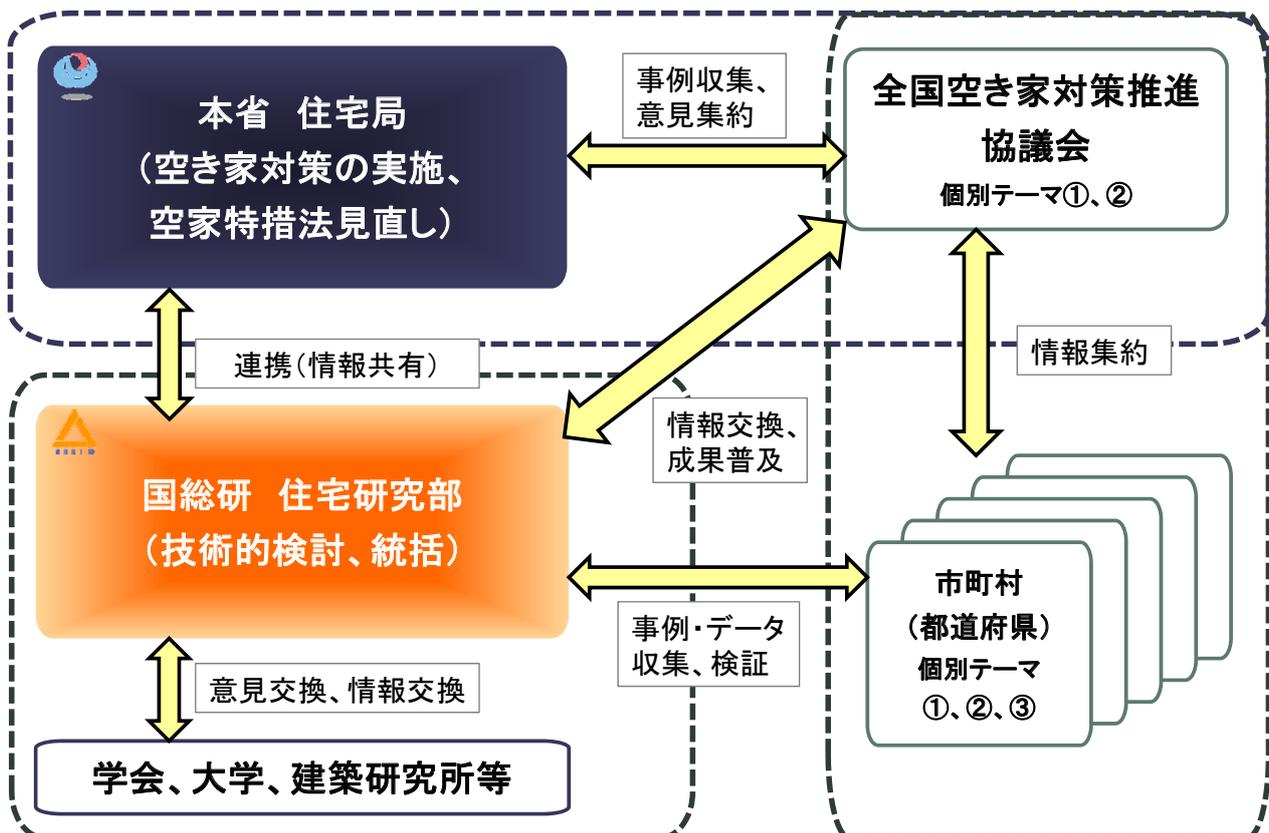 本省　住宅局
（空き家対策の実施、
空家特措法見直し）
事例収集、
意見集約
全国空き家対策推進
協議会
個別テーマ①、②
連携（情報共有）
情報集約
国総研　住宅研究部
（技術的検討、統括）
情報交換、
成果普及
事例・データ
収集、検証
市町村
（都道府県）
個別テーマ
①、②、③
意見交換、情報交換
学会、大学、建築研究所等